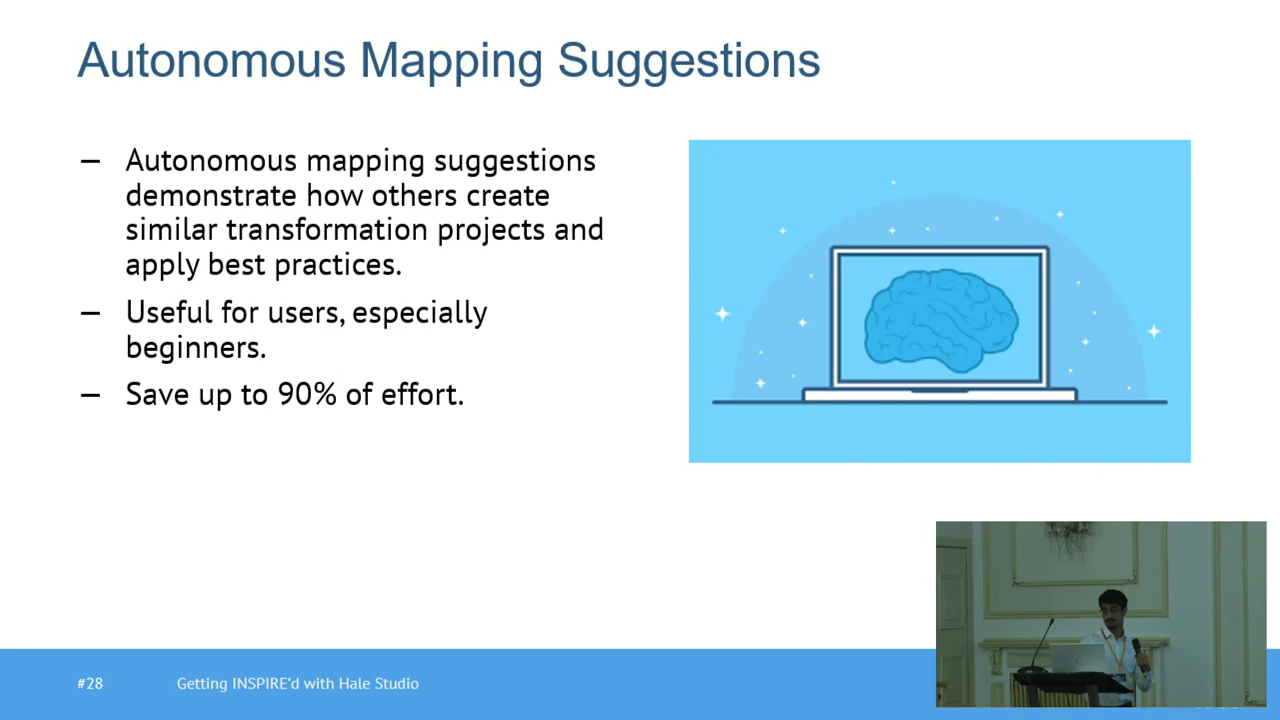 Autonomous Mapping Suggestions
– Autonomous mapping suggestions
demonstrate how others create
similar transformation projects and
apply best practices.
– Useful for users, especially
beginners.
– Save up to 90% of effort.
#28 Getting INSPIRE'd with Hale Studio